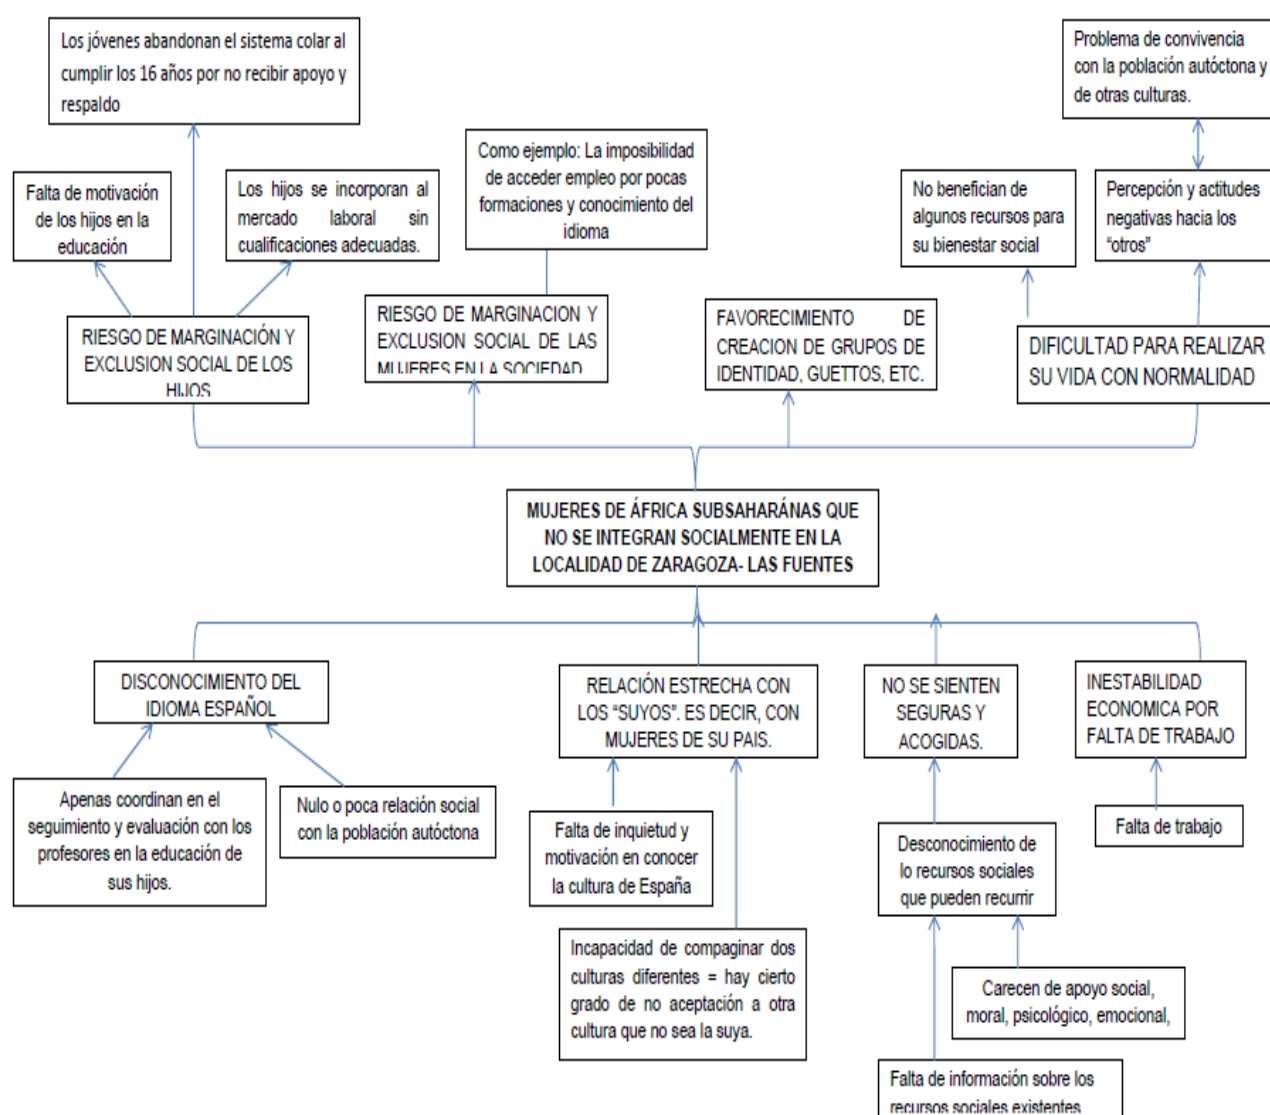 Los jóvenes abandonan el sistema colar al
cumplir los 16 años por no recibir apoyo y
respaldo
Problema de convivencia
con la población autóctona y
de otras culturas.
Como ejemplo: La imposibilidad
de acceder empleo por pocas
formaciones y conocimiento del
idioma
Falta de motivación
de los hijos en la
educación
Los hijos se incorporan al
mercado laboral sin
cualificaciones adecuadas.
No benefician de
algunos recursos para
su bienestar social
Percepción y actitudes
negativas hacia los
“otros”
RIESGO DE MARGINACIÓN Y
EXCLUSION SOCIAL DE LOS
HIJOS
RIESGO DE MARGINACION Y
EXCLUSION SOCIAL DE LAS
MUJERES EN LA SOCIEDAD
FAVORECIMIENTO DE
CREACION DE GRUPOS DE
IDENTIDAD, GUETTOS, ETC.
DIFICULTAD PARA REALIZAR
SU VIDA CON NORMALIDAD
MUJERES DE ÁFRICA SUBSAHARÁNAS QUE
NO SE INTEGRAN SOCIALMENTE EN LA
LOCALIDAD DE ZARAGOZA- LAS FUENTES
DISCONOCIMIENTO DEL
IDIOMA ESPAÑOL
RELACIÓN ESTRECHA CON
LOS “SUYOS”. ES DECIR, CON
MUJERES DE SU PAIS.
NO SE SIENTEN
SEGURAS Y
ACOGIDAS.
INESTABILIDAD
ECONOMICA POR
FALTA DE TRABAJO
Apenas coordinan en el
seguimiento y evaluación con los
profesores en la educación de
sus hijos.
Nulo o poca relación social
con la población autóctona
Falta de inquietud y
motivación en conocer
la cultura de España
Desconocimiento de
lo recursos sociales
que pueden recurrir
Falta de trabajo
Incapacidad de compaginar dos
culturas diferentes = hay cierto
grado de no aceptación a otra
cultura que no sea la suya.
Carecen de apoyo social,
moral, psicológico, emocional,
Falta de información sobre los
recursos sociales existentes